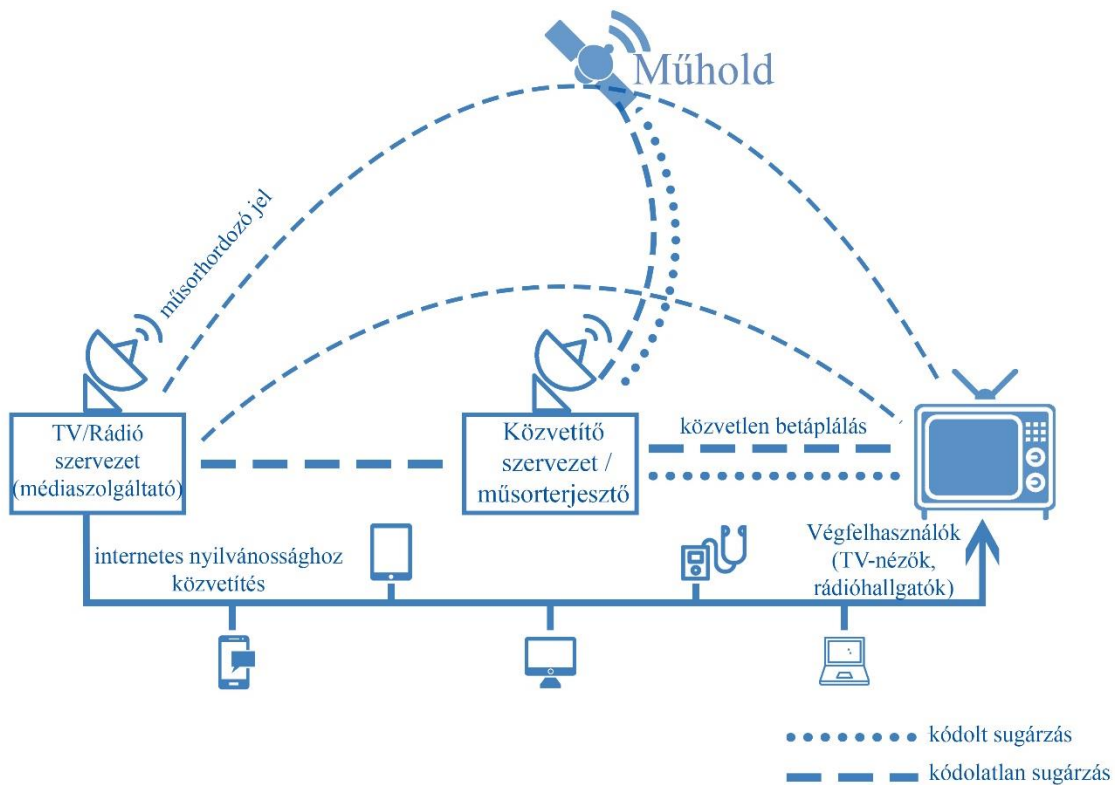 Műhold
műsorhordozó jel
TV/Rádió
szervezet
(médiaszolgáltató)
Közvetítő
szervezet /
műsorterjesztő
közvetlen betáplálás
internetes nyilvánossághoz
közvetítés
Végfelhasználók
(TV-nézők,
rádióhallgatók)
kódolt sugárzás
kódolatlan sugárzás